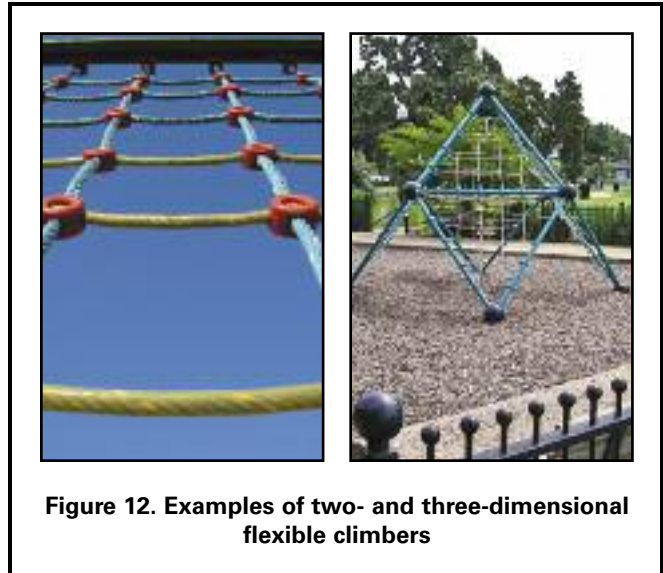 Figure 12. Examples of two- and three-dimensional
flexible climbers